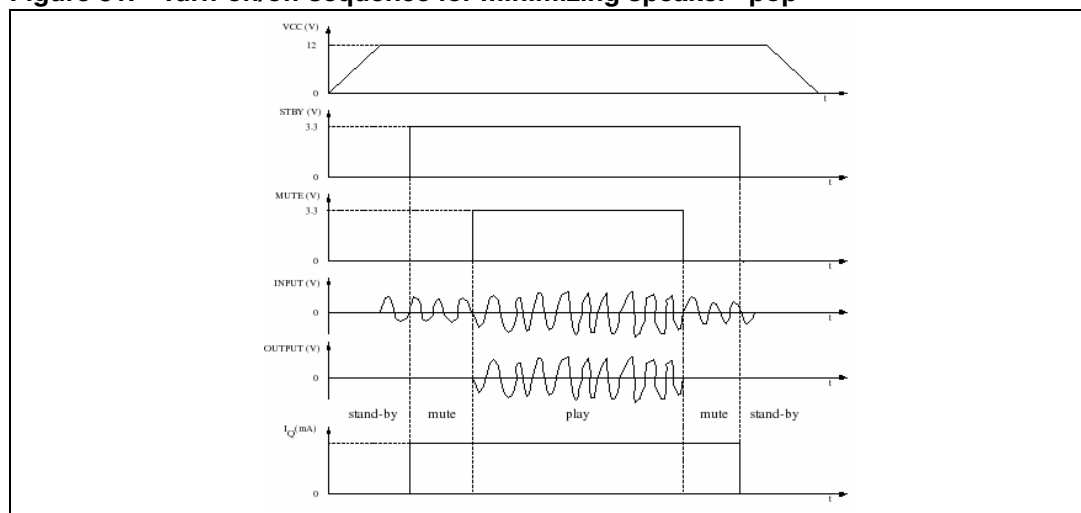 VCC (V)
12
0
t
STBY (V)
3.3
0
t
MUTE (V)
3.3
0
t
INPUT (V)
0
t
OUTPUT (V)
0
t
stand-by mute play mute stand-by
IQ(mA)
0
t